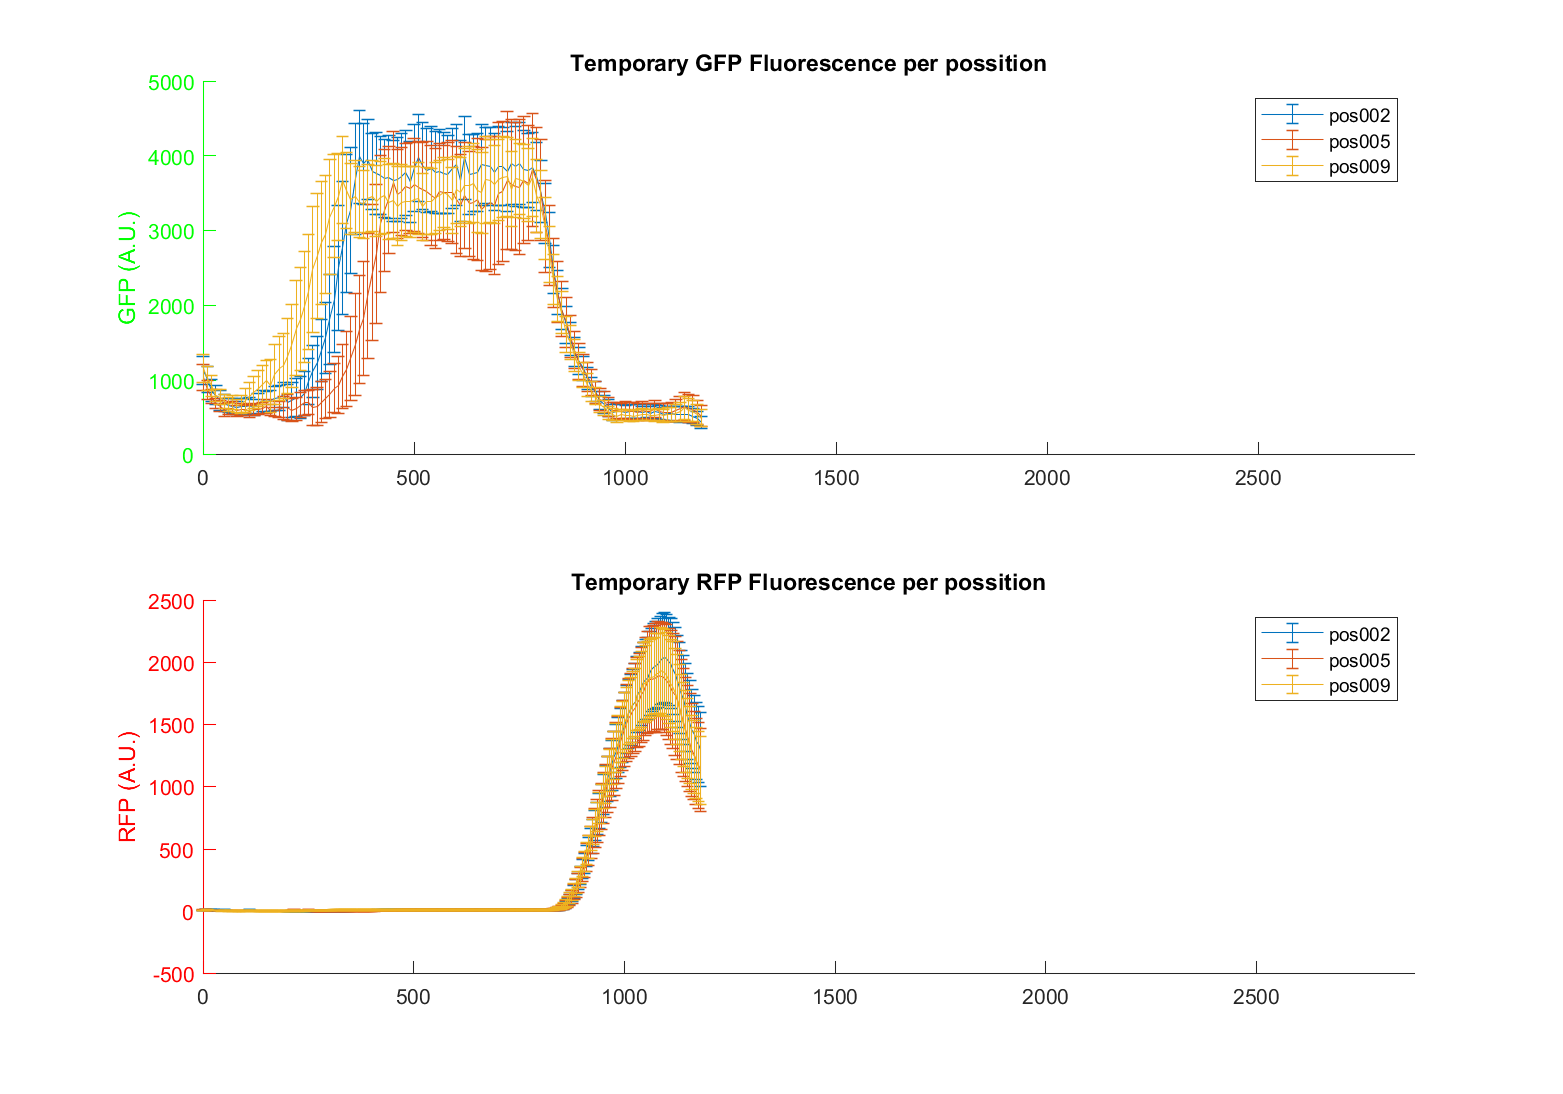 Temporary GFP Fluorescence per possition
5000
4000
3000
2000
1000
0
GFP (A.U.)
0 500 1000 1500 2000 2500
pos002
pos005
pos009
Temporary RFP Fluorescence per possition
2500
2000
1500
1000
500
0
-500
RFP (A.U.)
0 500 1000 1500 2000 2500
pos002
pos005
pos009